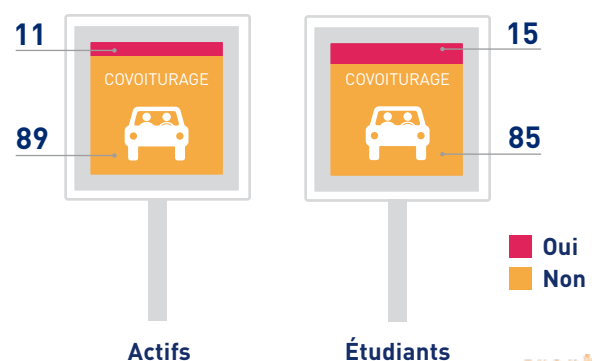 11
COVOITURAGE
89
Actifs
15
COVOITURAGE
85
Étudiants
Oui
Non